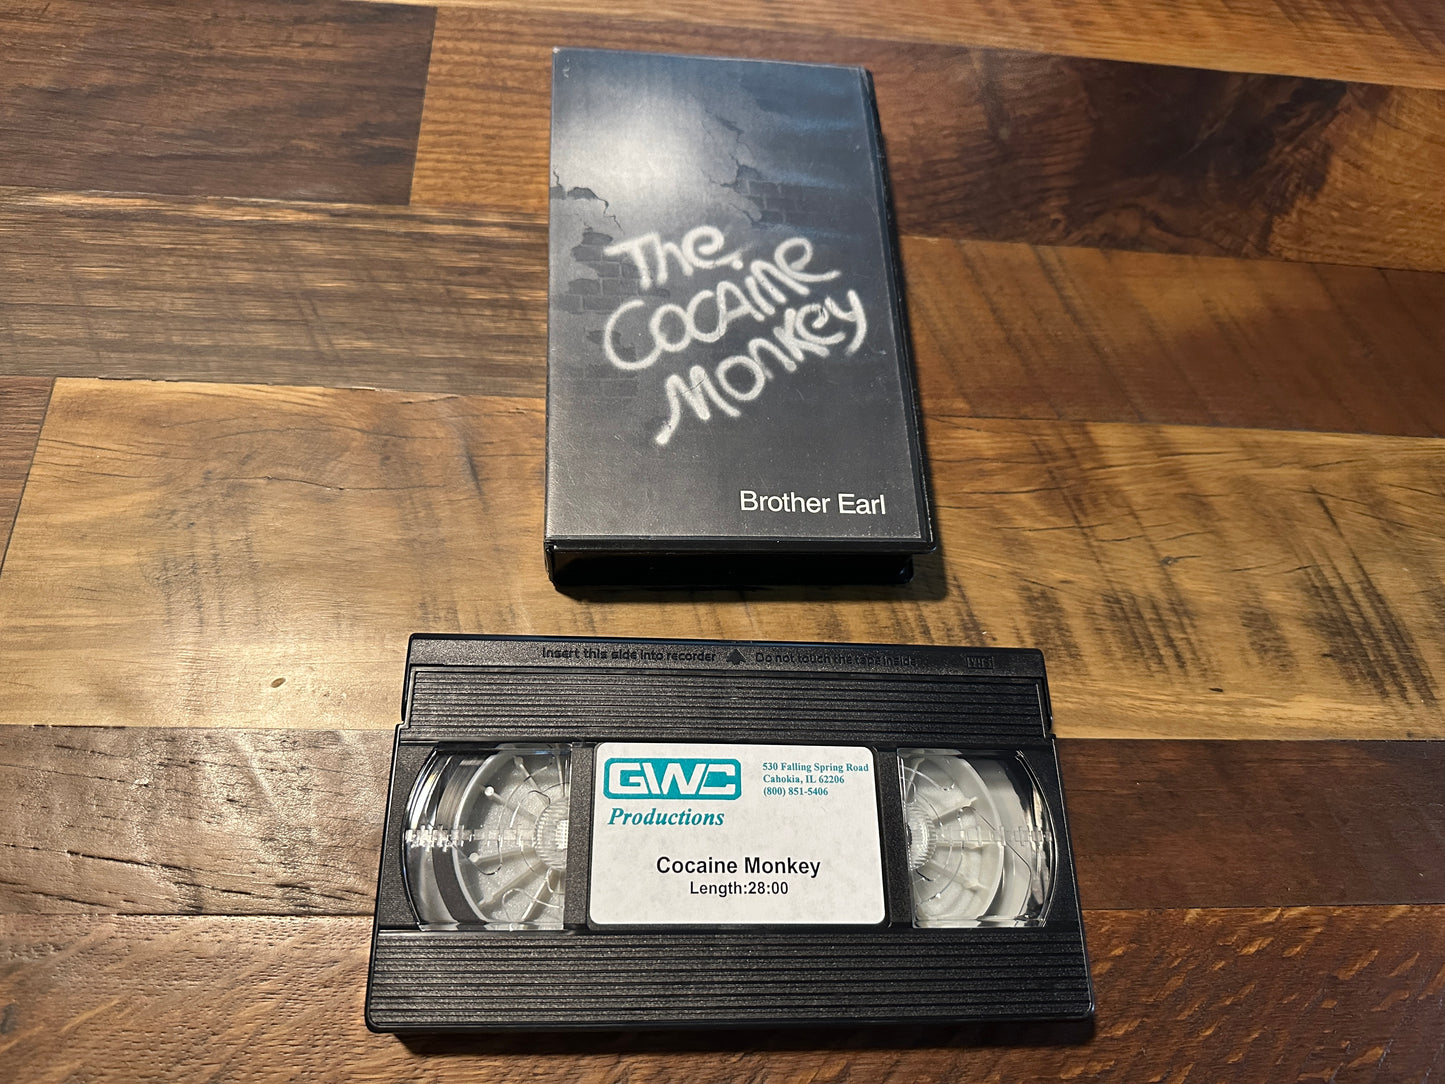 The
Cocaine
Monkey
Brother Earl
Insert this side into recorder Do not touch the tape inside VHS
GWC
Productions
530 Falling Spring Road
Cahokia, IL 62206
(800) 851-5406
Cocaine Monkey
Length:28:00